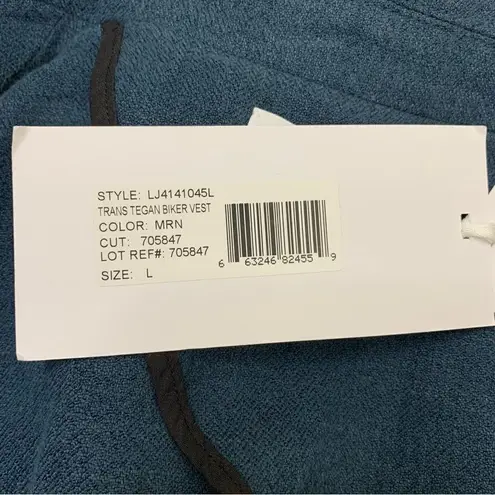 STYLE: LJ4141045L
TRANS TEGAN BIKER VEST
COLOR: MRN
CUT: 705847
LOT REF#: 705847
SIZE: L
6 63246 82455 9